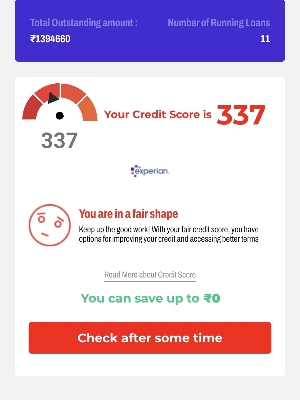 Total Outstanding amount :
Number of Running Loans
₹1394660
11
Your Credit Score is 337
337
experian.
You are in a fair shape
Keep up the good work! With your fair credit score, you have
options for improving your credit and accessing better terms
Read More about Credit Score
You can save up to ₹0
Check after some time